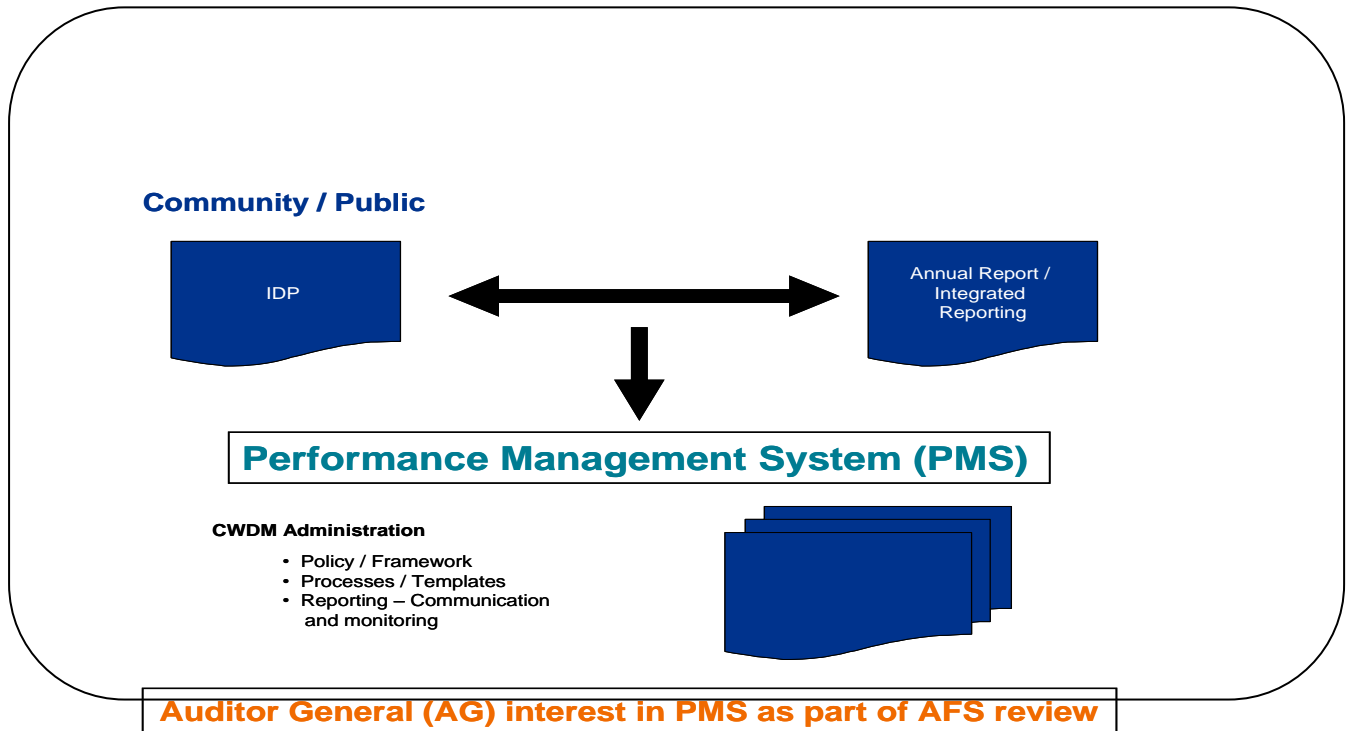 Community / Public
IDP
Annual Report /
Integrated
Reporting
Performance Management System (PMS)
CWDM Administration
• Policy / Framework
• Processes / Templates
• Reporting – Communication
and monitoring
Auditor General (AG) interest in PMS as part of AFS review